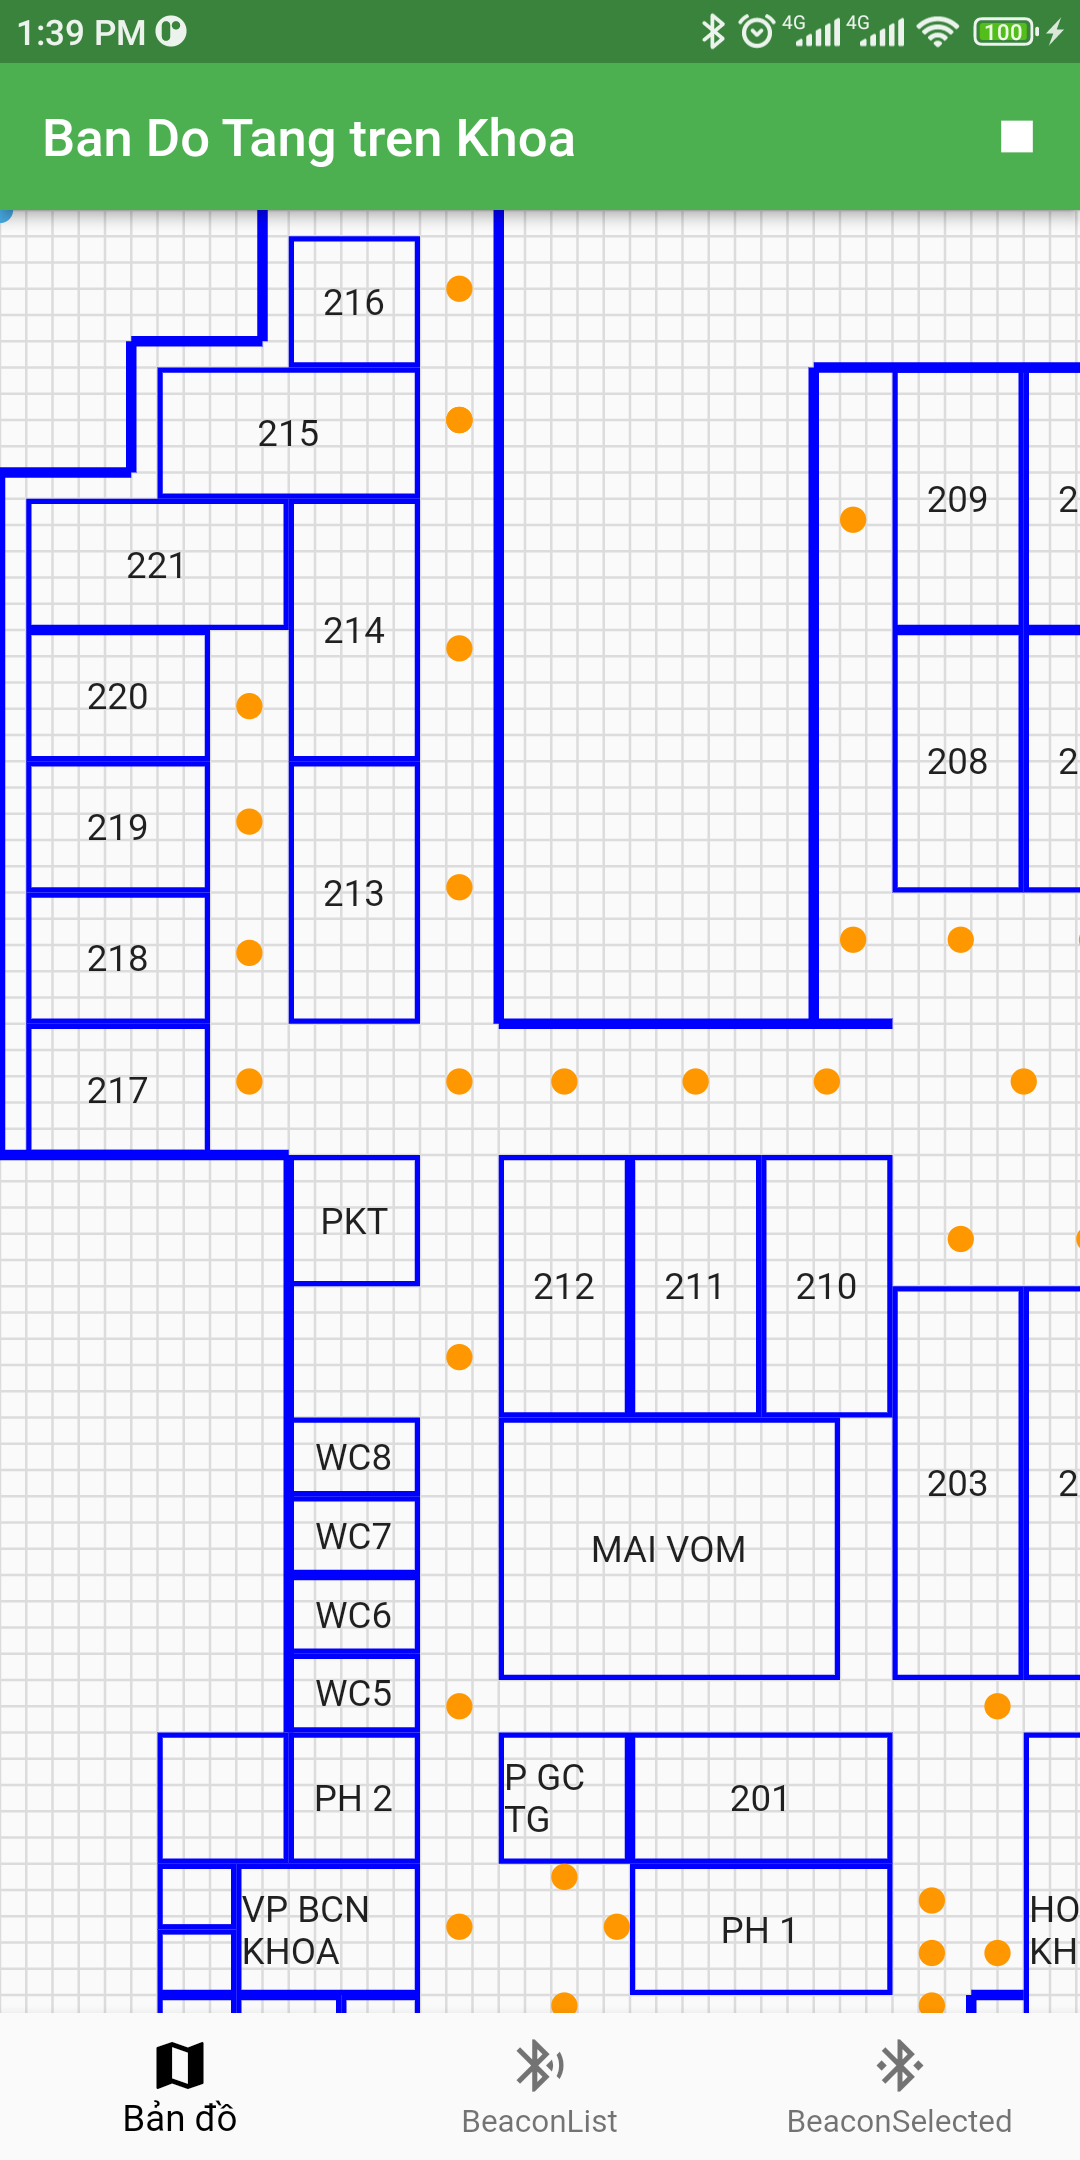 1:39 PM
4G 4G 100
Ban Do Tang tren Khoa
216
215
209
2
221
214
220
208
2
219
213
218
217
PKT
212
211
210
WC8
203
2
WC7
MAI VOM
WC6
WC5
P GC
TG
PH 2
201
VP BCN
KHOA
PH 1
HO
KH
Bản đồ
BeaconList
BeaconSelected